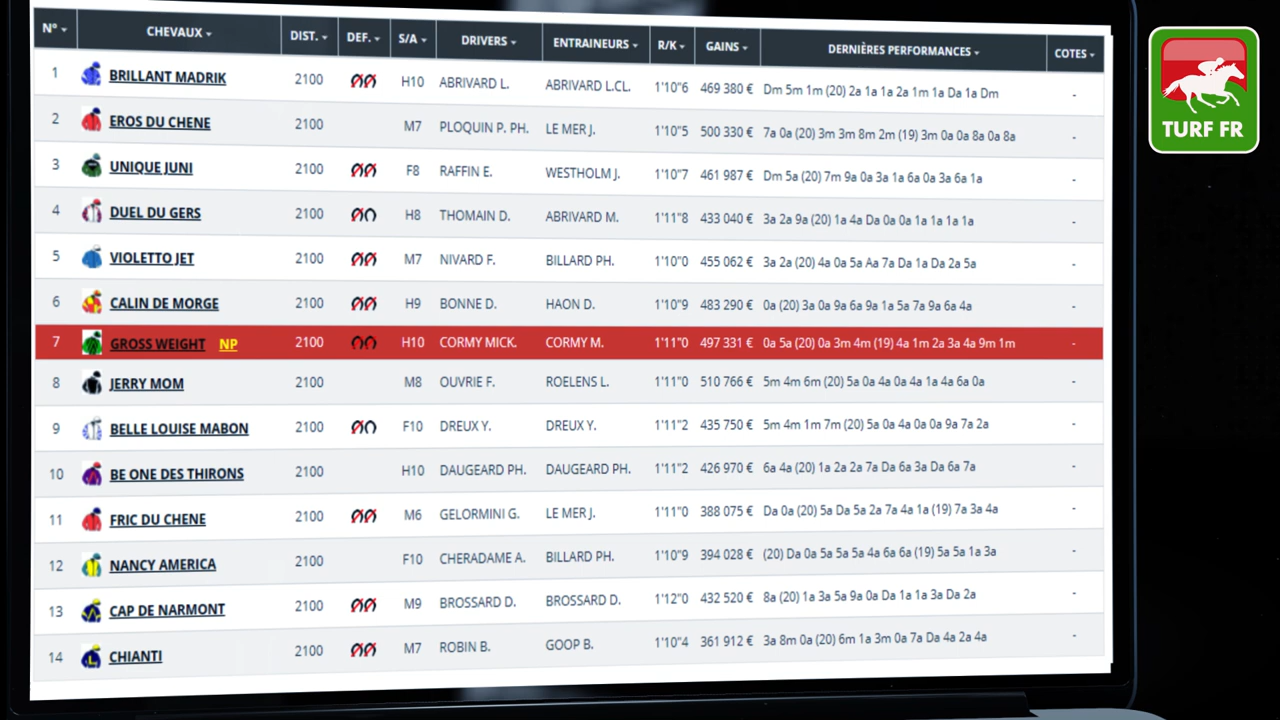 N° CHEVAUX DIST. DEF. S/A DRIVERS ENTRAINEURS R/K GAINS DERNIÈRES PERFORMANCES COTES
1 BRILLANT MADRIK 2100 H10 ABRIVARD L. ABRIVARD L.CL. 1'10"6 469 380 € Dm 5m 1m (20) 2a 1a 1a 2a 1m 1a Da 1a Dm -
2 EROS DU CHENE 2100 M7 PLOQUIN P. PH. LE MER J. 1'10"5 500 330 € 7a 0a (20) 3m 3m 8m 2m (19) 3m 0a 0a 8a 0a 8a -
3 UNIQUE JUNI 2100 F8 RAFFIN E. WESTHOLM J. 1'10"7 461 987 € Dm 5a (20) 7m 9a 0a 3a 1a 6a 0a 3a 6a 1a -
4 DUEL DU GERS 2100 H8 THOMAIN D. ABRIVARD M. 1'11"8 433 040 € 3a 2a 9a (20) 1a 4a Da 0a 0a 1a 1a 1a 1a -
5 VIOLETTO JET 2100 M7 NIVARD F. BILLARD PH. 1'10"0 455 062 € 3a 2a (20) 4a 0a 5a Aa 7a Da 1a Da 2a 5a -
6 CALIN DE MORGE 2100 H9 BONNE D. HAON D. 1'10"9 483 290 € 0a (20) 3a 0a 9a 6a 9a 1a 5a 7a 9a 6a 4a -
7 GROSS WEIGHT NP 2100 H10 CORMY MICK. CORMY M. 1'11"0 497 331 € 0a 5a (20) 0a 3m 4m (19) 4a 1m 2a 3a 4a 9m 1m -
8 JERRY MOM 2100 M8 OUVRIE F. ROELENS L. 1'11"0 510 766 € 5m 4m 6m (20) 5a 0a 4a 0a 4a 1a 4a 6a 0a -
9 BELLE LOUISE MABON 2100 F10 DREUX Y. DREUX Y. 1'11"2 435 750 € 5m 4m 1m 7m (20) 5a 0a 4a 0a 0a 9a 7a 2a -
10 BE ONE DES THIRONS 2100 H10 DAUGEARD PH. DAUGEARD PH. 1'11"2 426 970 € 6a 4a (20) 1a 2a 2a 7a Da 6a 3a Da 6a 7a -
11 FRIC DU CHENE 2100 M6 GELORMINI G. LE MER J. 1'11"0 388 075 € Da 0a (20) 5a Da 5a 2a 7a 4a 1a (19) 7a 3a 4a -
12 NANCY AMERICA 2100 F10 CHERADAME A. BILLARD PH. 1'10"9 394 028 € (20) Da 0a 5a 5a 5a 4a 6a 6a (19) 5a 5a 1a 3a -
13 CAP DE NARMONT 2100 M9 BROSSARD D. BROSSARD D. 1'12"0 432 520 € 8a (20) 1a 3a 5a 9a 0a Da 1a 1a 3a Da 2a -
14 CHIANTI 2100 M7 ROBIN B. GOOP B. 1'10"4 361 912 € 3a 8m 0a (20) 6m 1a 3m 0a 7a Da 4a 2a 4a -
TURF FR